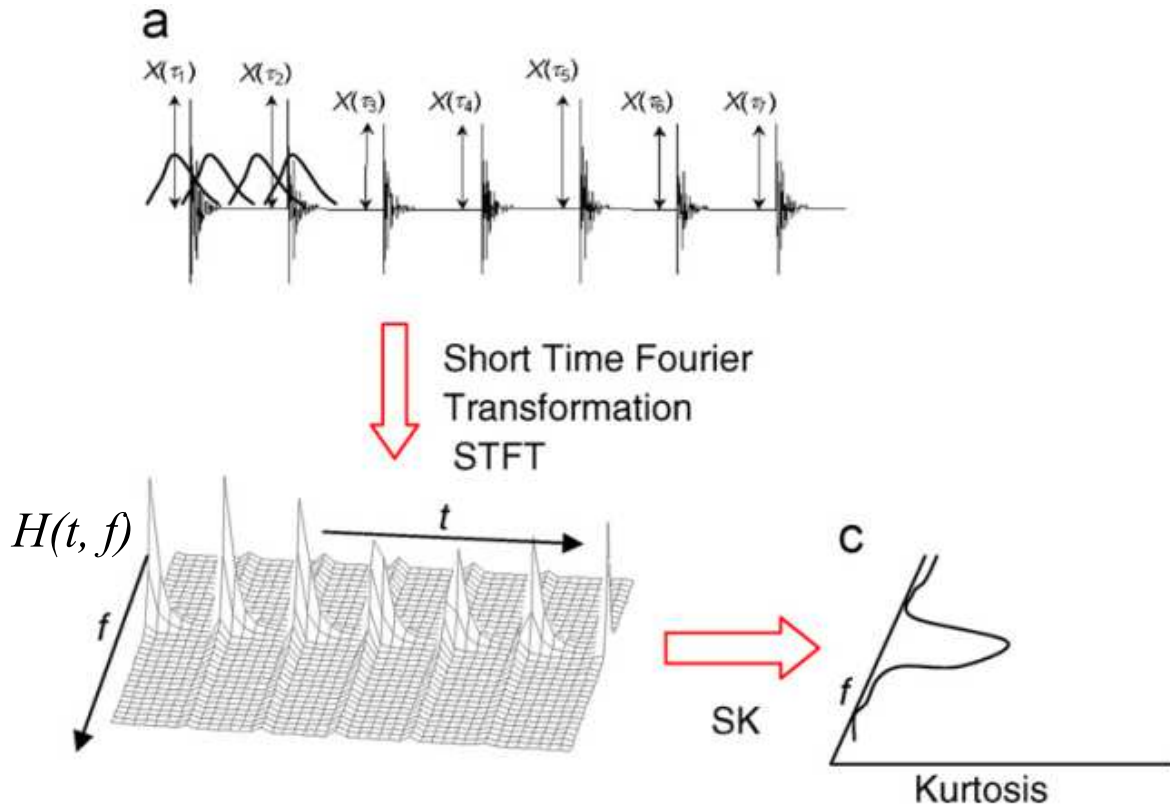 a
X(τ₁)
X(τ₂)
X(τ₃)
X(τ₄)
X(τ₅)
X(τ₆)
X(τ₇)
Short Time Fourier
Transformation
STFT
H(t, f)
t
f
c
f
SK
Kurtosis